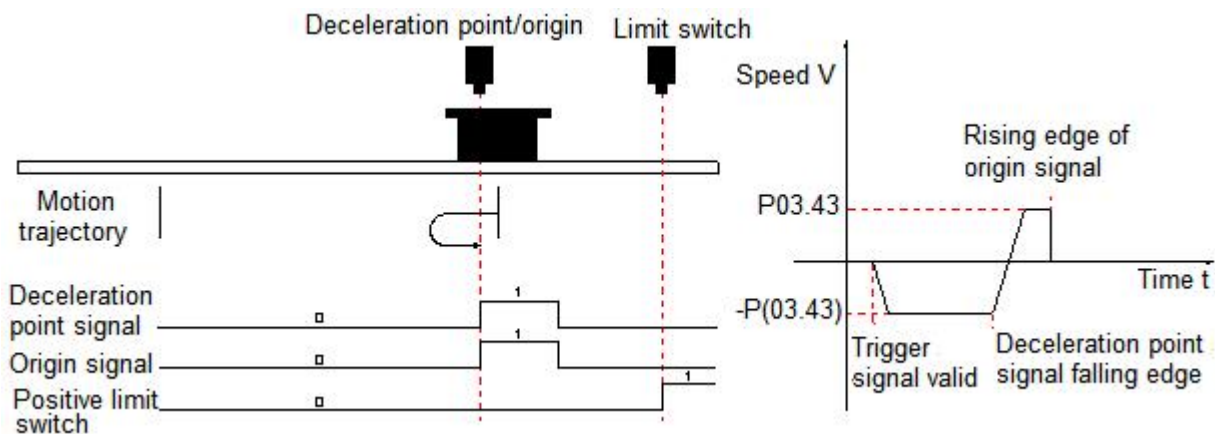 Deceleration point/origin
Limit switch
Speed V
Rising edge of
origin signal
Motion
trajectory
P03.43
Time t
Deceleration
point signal
0
1
-P(03.43)
Origin signal
0
1
Trigger
signal valid
Deceleration point
signal falling edge
Positive limit
switch
0
1